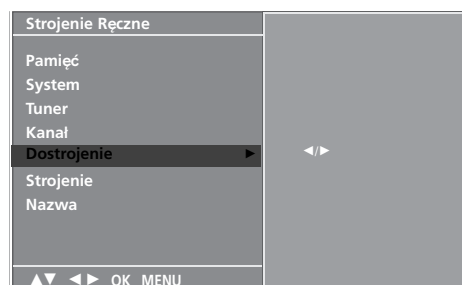 Strojenie Ręczne
Pamięć
System
Tuner
Kanał
Dostrojenie ► ◄/►
Strojenie
Nazwa
▲▼ ◄► OK MENU